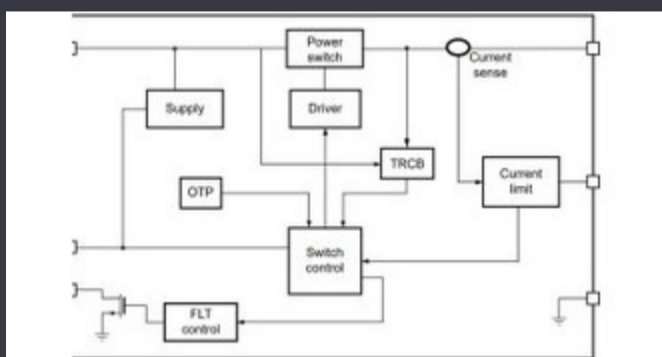 Power
switch
Current
sense
Supply
Driver
TRCB
OTP
Current
limit
Switch
control
FLT
control